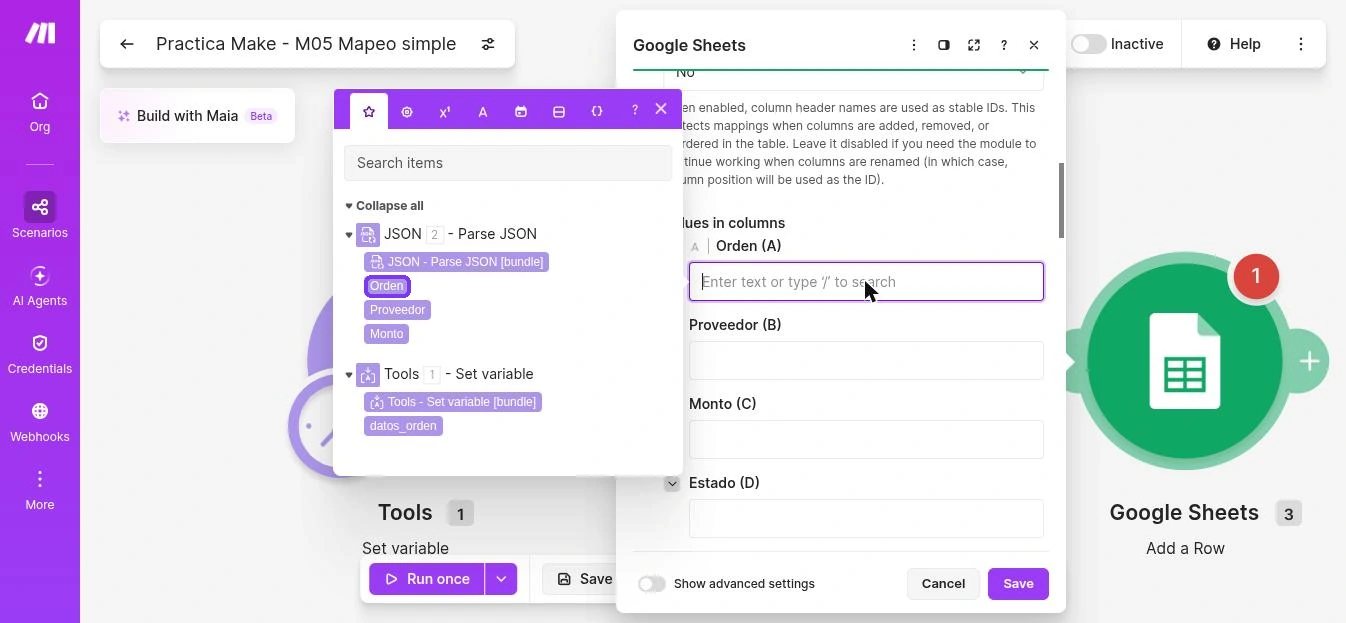 Practica Make - M05 Mapeo simple
Google Sheets
?
Inactive
Help
Org
Scenarios
AI Agents
Credentials
Webhooks
More
Build with Maia Beta
No
en enabled, column header names are used as stable IDs. This
tects mappings when columns are added, removed, or
rdered in the table. Leave it disabled if you need the module to
tinue working when columns are renamed (in which case,
umn position will be used as the ID).
x¹ A {} ?
Search items
Collapse all
JSON 2 - Parse JSON
JSON - Parse JSON [bundle]
Orden
Proveedor
Monto
Tools 1 - Set variable
Tools - Set variable [bundle]
datos_orden
lues in columns
A Orden (A)
Enter text or type '/' to search
Proveedor (B)
Monto (C)
Estado (D)
1
Tools 1
Set variable
Google Sheets 3
Add a Row
Run once
Save
Show advanced settings
Cancel
Save